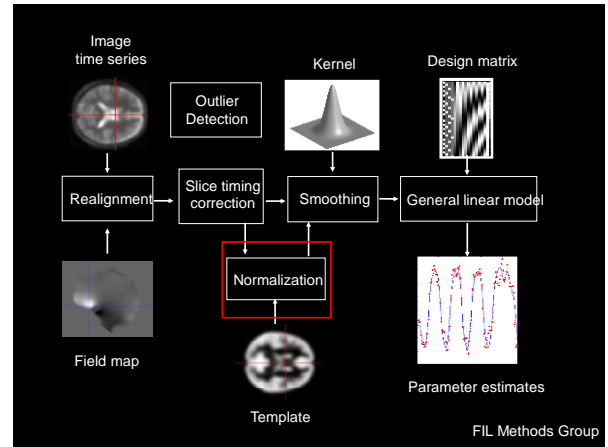 Image
time series
Kernel
Design matrix
Outlier
Detection
Realignment
Slice timing
correction
Smoothing
General linear model
Normalization
Field map
Template
Parameter estimates
FIL Methods Group